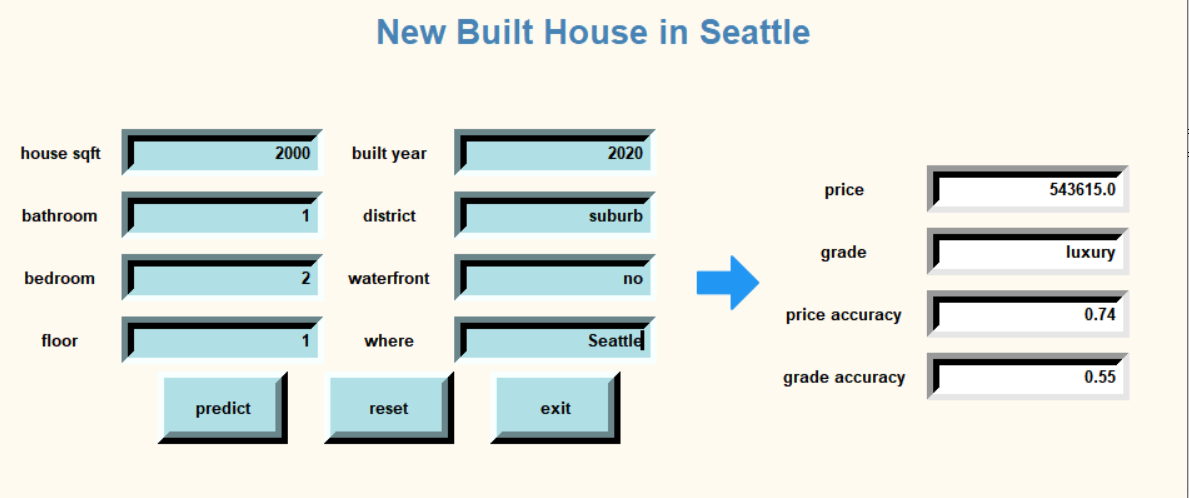 New Built House in Seattle
house sqft 2000 built year 2020
bathroom 1 district suburb
price 543615.0
bedroom 2 waterfront no
grade luxury
floor 1 where Seattle
price accuracy 0.74
grade accuracy 0.55
predict reset exit